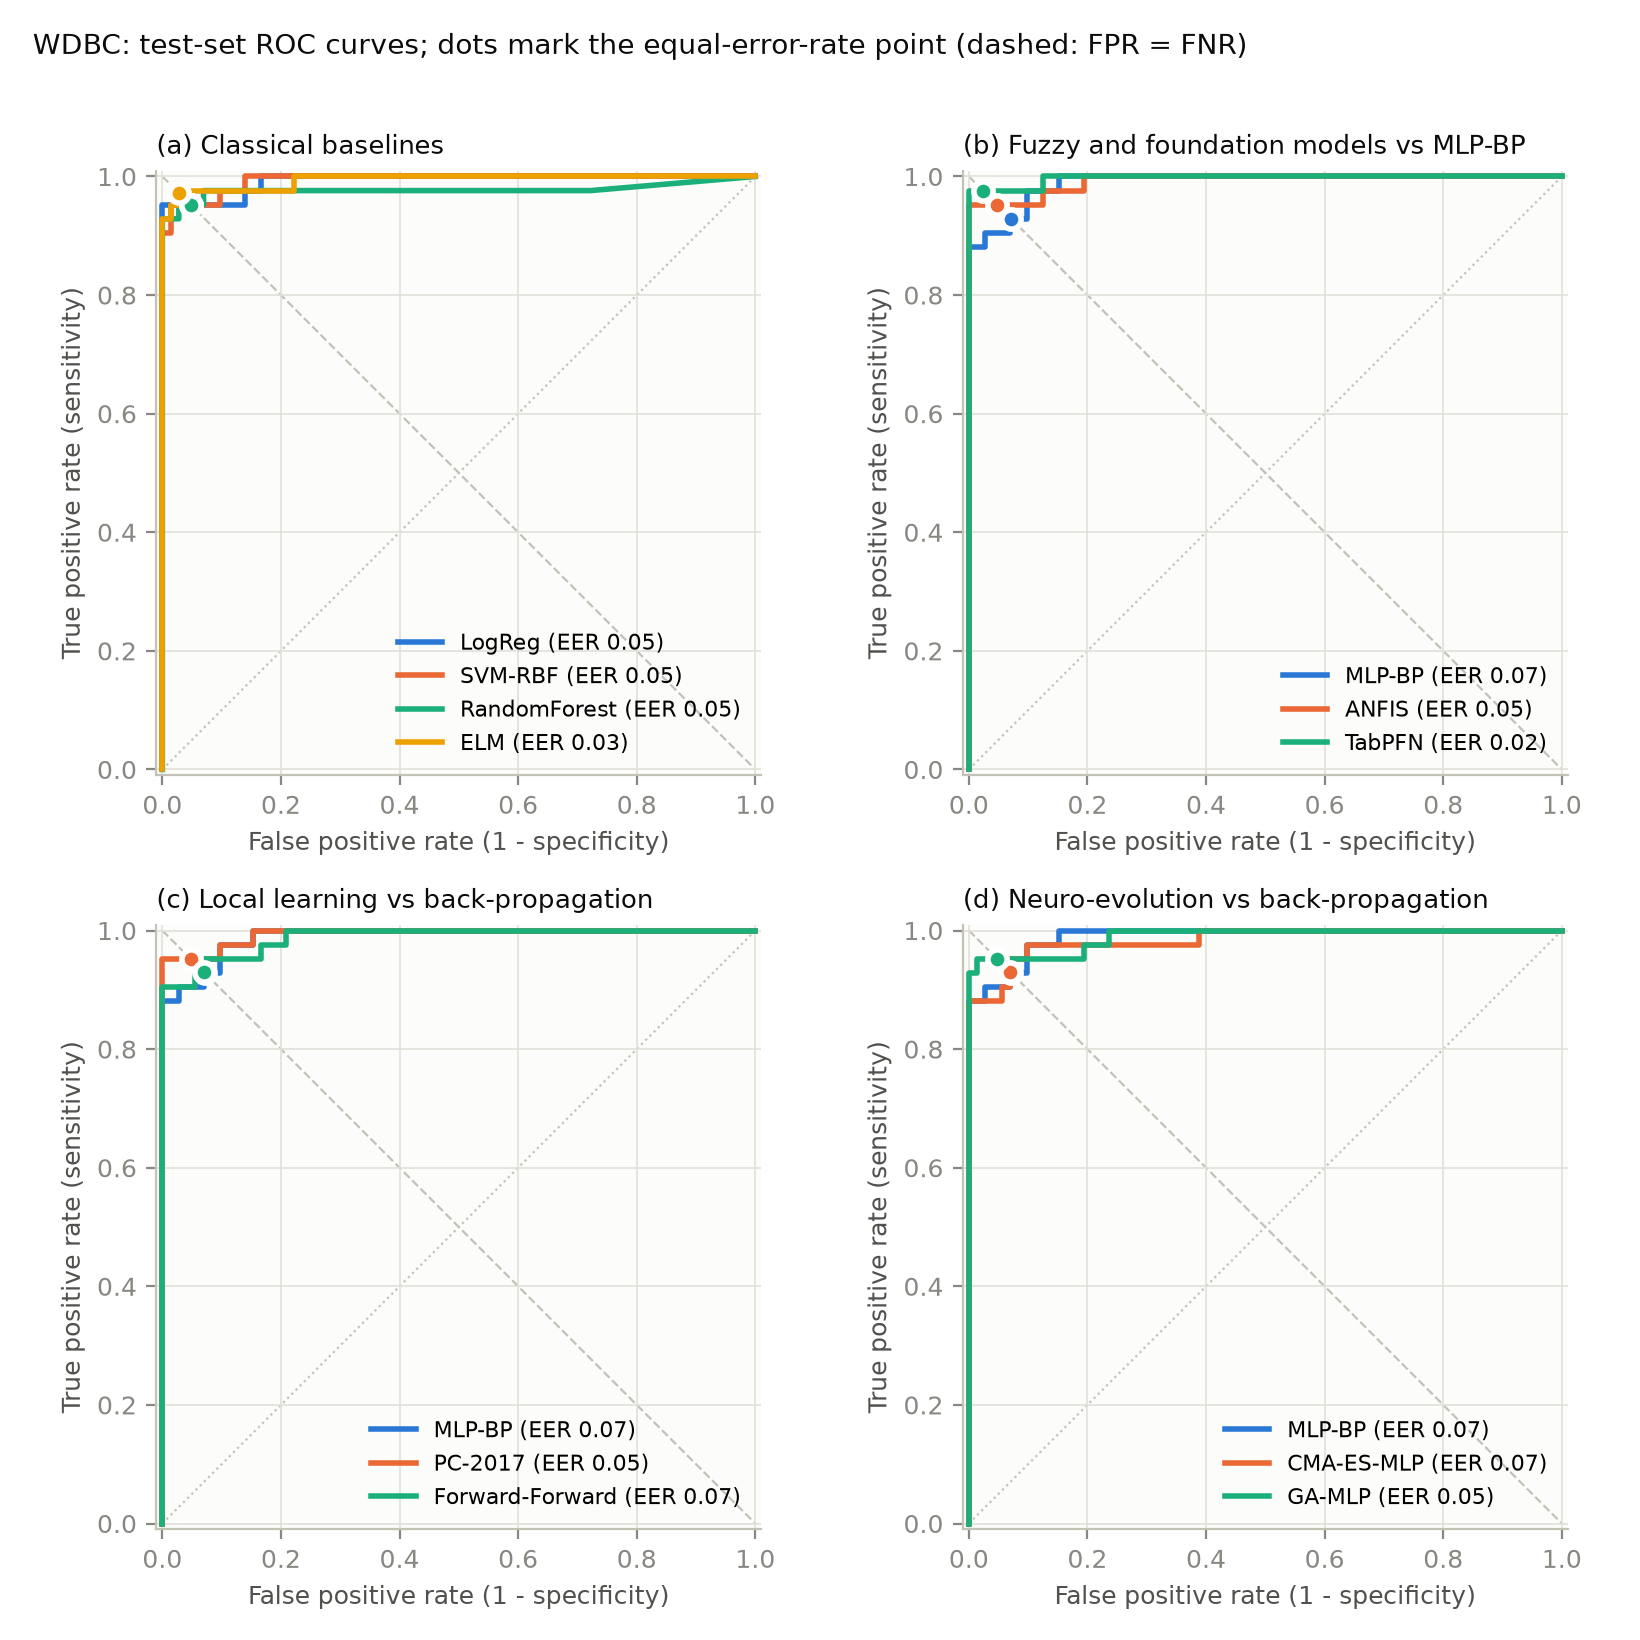 WDBC: test-set ROC curves; dots mark the equal-error-rate point (dashed: FPR = FNR)
(a) Classical baselines
True positive rate (sensitivity)
1.0
0.8
0.6
0.4
0.2
0.0
LogReg (EER 0.05)
SVM-RBF (EER 0.05)
RandomForest (EER 0.05)
ELM (EER 0.03)
0.0 0.2 0.4 0.6 0.8 1.0
False positive rate (1 - specificity)
(b) Fuzzy and foundation models vs MLP-BP
True positive rate (sensitivity)
1.0
0.8
0.6
0.4
0.2
0.0
MLP-BP (EER 0.07)
ANFIS (EER 0.05)
TabPFN (EER 0.02)
0.0 0.2 0.4 0.6 0.8 1.0
False positive rate (1 - specificity)
(c) Local learning vs back-propagation
True positive rate (sensitivity)
1.0
0.8
0.6
0.4
0.2
0.0
MLP-BP (EER 0.07)
PC-2017 (EER 0.05)
Forward-Forward (EER 0.07)
0.0 0.2 0.4 0.6 0.8 1.0
False positive rate (1 - specificity)
(d) Neuro-evolution vs back-propagation
True positive rate (sensitivity)
1.0
0.8
0.6
0.4
0.2
0.0
MLP-BP (EER 0.07)
CMA-ES-MLP (EER 0.07)
GA-MLP (EER 0.05)
0.0 0.2 0.4 0.6 0.8 1.0
False positive rate (1 - specificity)